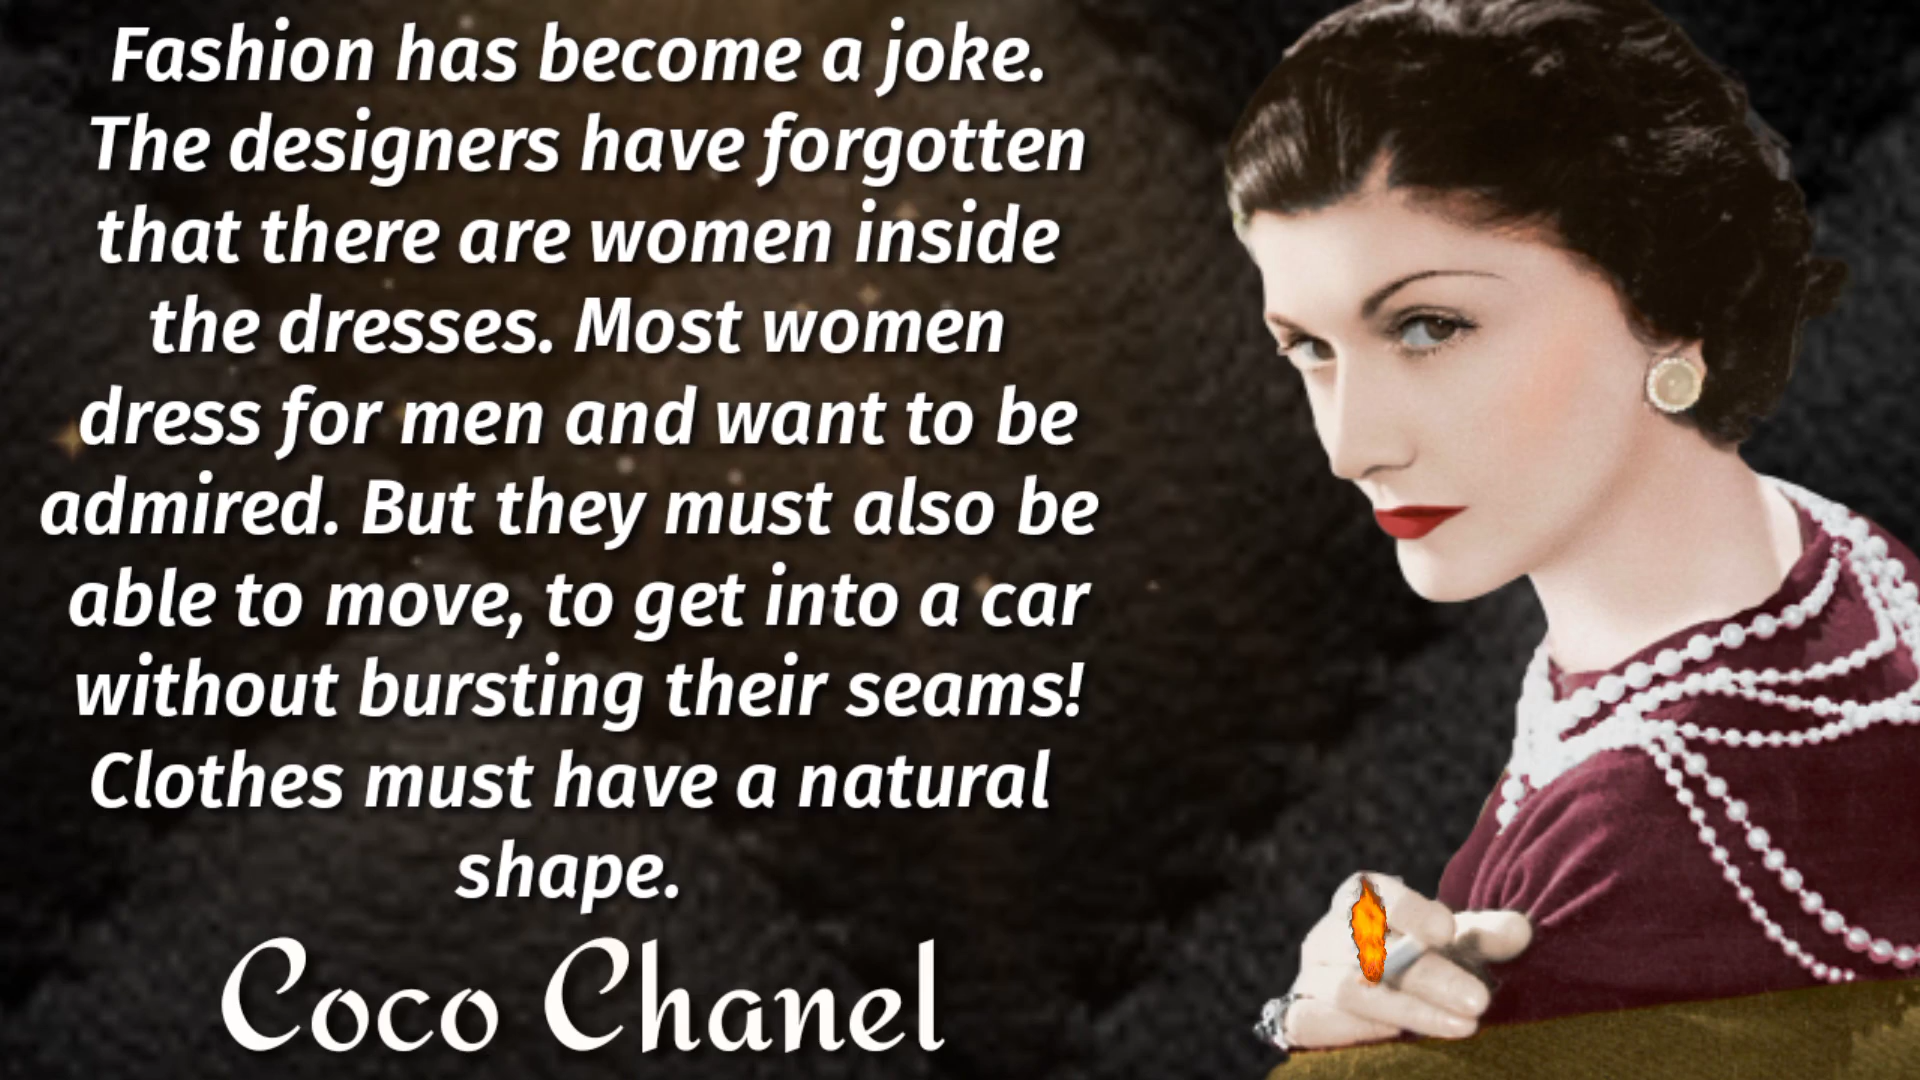 Fashion has become a joke.
The designers have forgotten
that there are women inside
the dresses. Most women
dress for men and want to be
admired. But they must also be
able to move, to get into a car
without bursting their seams!
Clothes must have a natural
shape.
Coco Chanel